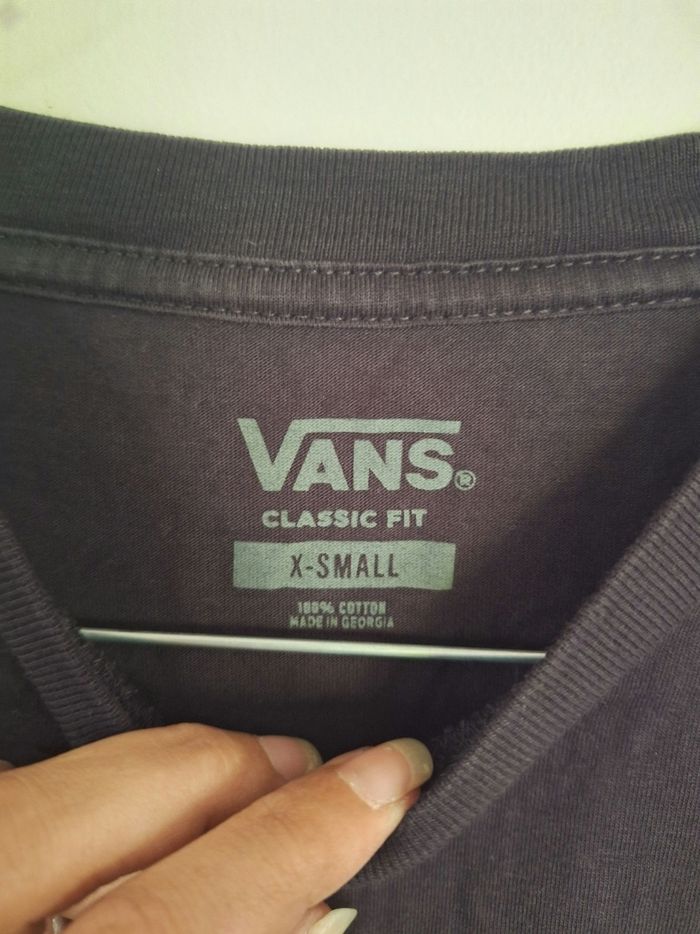 VANS®
CLASSIC FIT
X-SMALL
100% COTTON
MADE IN GEORGIA